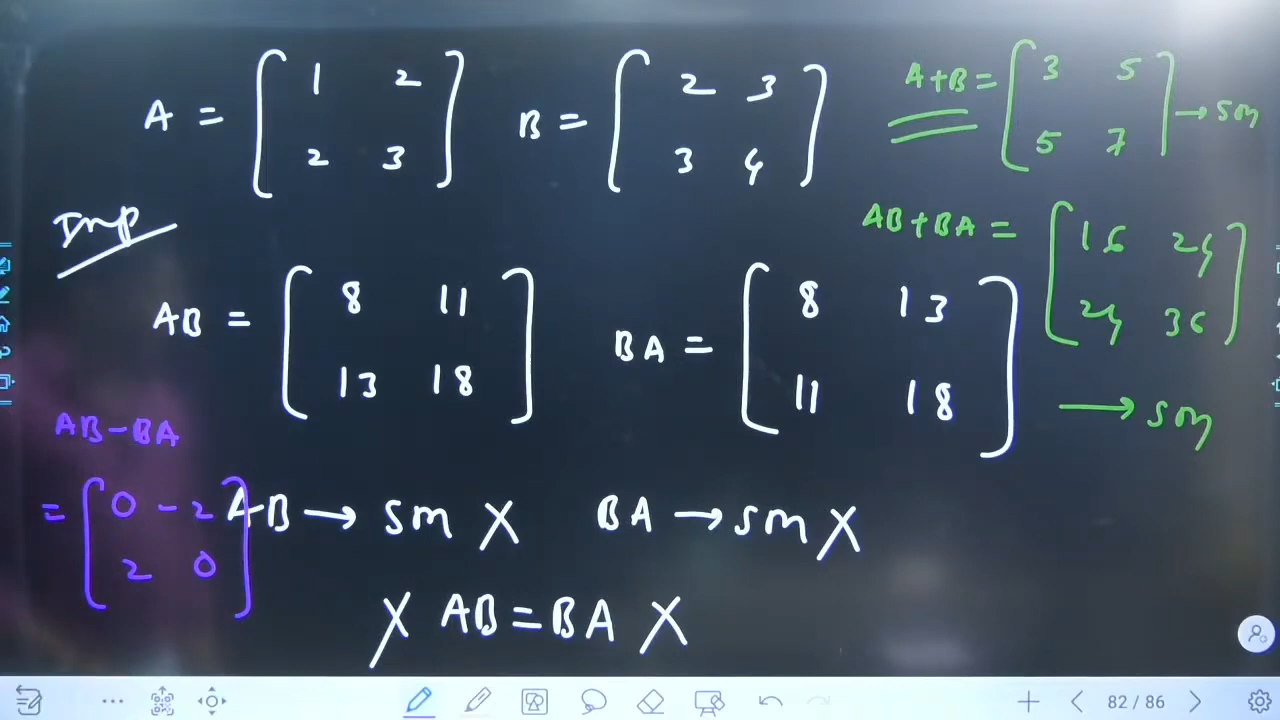 A = [ 1 2
2 3 ]
B = [ 2 3
3 4 ]
A+B = [ 3 5
5 7 ] → SM
Imp
AB + BA = [ 16 24
24 36 ]
→ SM
AB = [ 8 11
13 18 ]
BA = [ 8 13
11 18 ]
AB - BA
= [ 0 -2
2 0 ]
AB → SM X
BA → SM X
X AB = BA X
82 / 86